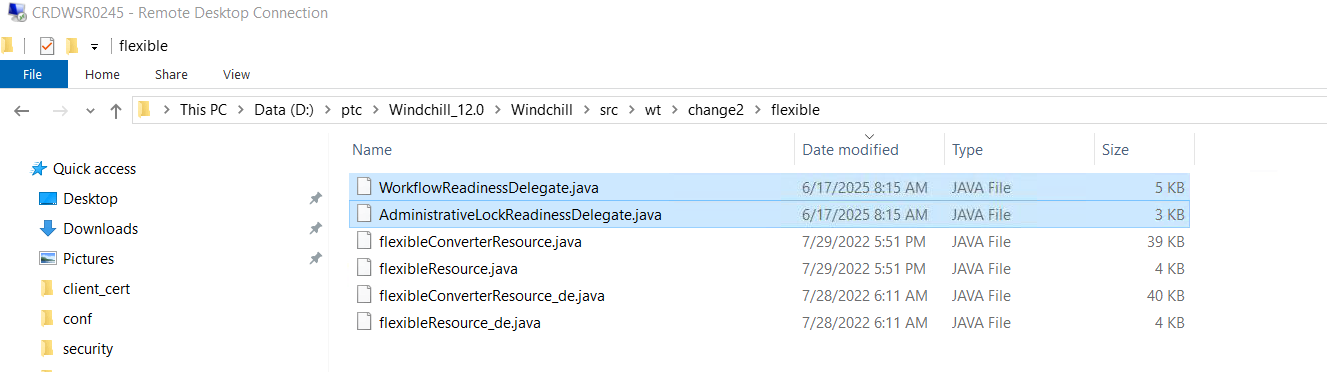 CRDWSR0245 - Remote Desktop Connection
flexible
File Home Share View
This PC Data (D:) ptc Windchill_12.0 Windchill src wt change2 flexible
Name Date modified Type Size
Quick access
WorkflowReadinessDelegate.java 6/17/2025 8:15 AM JAVA File 5 KB
Desktop
AdministrativeLockReadinessDelegate.java 6/17/2025 8:15 AM JAVA File 3 KB
Downloads
flexibleConverterResource.java 7/29/2022 5:51 PM JAVA File 39 KB
Pictures
flexibleResource.java 7/29/2022 5:51 PM JAVA File 4 KB
client_cert
flexibleConverterResource_de.java 7/28/2022 6:11 AM JAVA File 40 KB
conf
flexibleResource_de.java 7/28/2022 6:11 AM JAVA File 4 KB
security